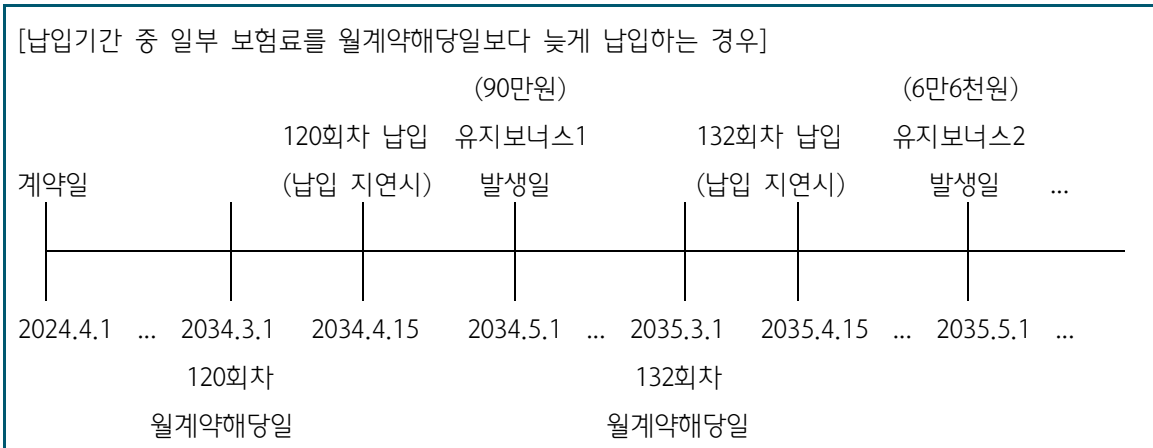 [납입기간 중 일부 보험료를 월계약해당일보다 늦게 납입하는 경우]
(90만원) (6만6천원)
120회차 납입 유지보너스1 132회차 납입 유지보너스2
계약일 (납입 지연시) 발생일 (납입 지연시) 발생일 ...
2024.4.1 ... 2034.3.1 2034.4.15 2034.5.1 ... 2035.3.1 2035.4.15 ... 2035.5.1 ...
120회차 132회차
월계약해당일 월계약해당일